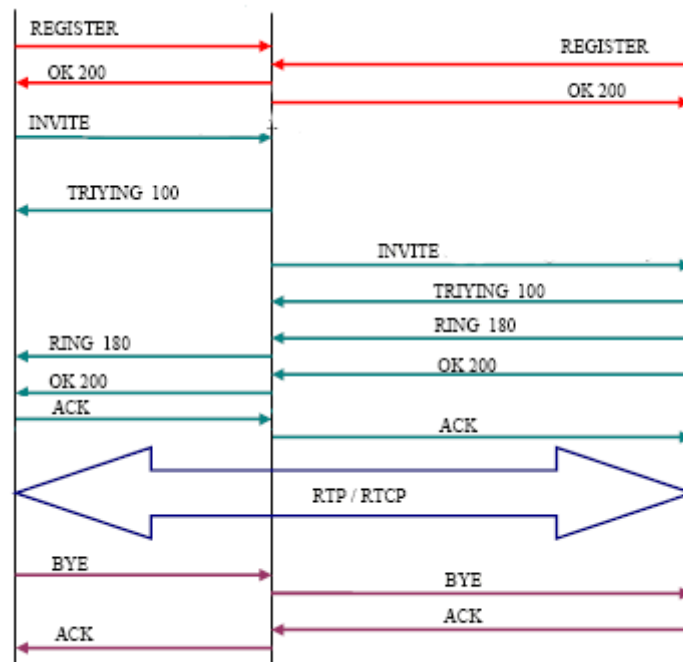 REGISTER
REGISTER
OK 200
OK 200
INVITE
TRIYING 100
INVITE
TRIYING 100
RING 180
RING 180
OK 200
OK 200
ACK
ACK
RTP / RTCP
BYE
BYE
ACK
ACK